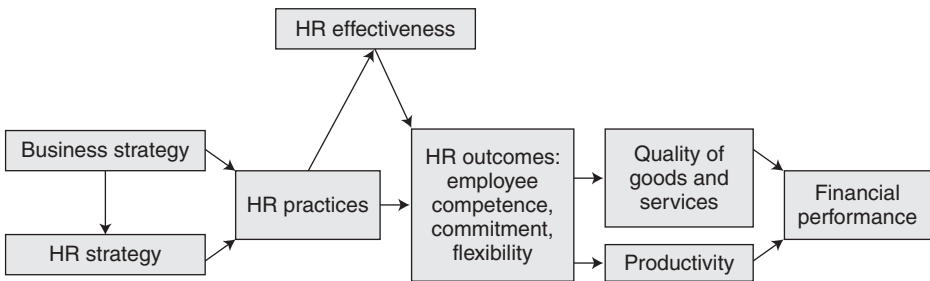 HR effectiveness
Business strategy
HR strategy
HR practices
HR outcomes:
employee
competence,
commitment,
flexibility
Quality of
goods and
services
Productivity
Financial
performance